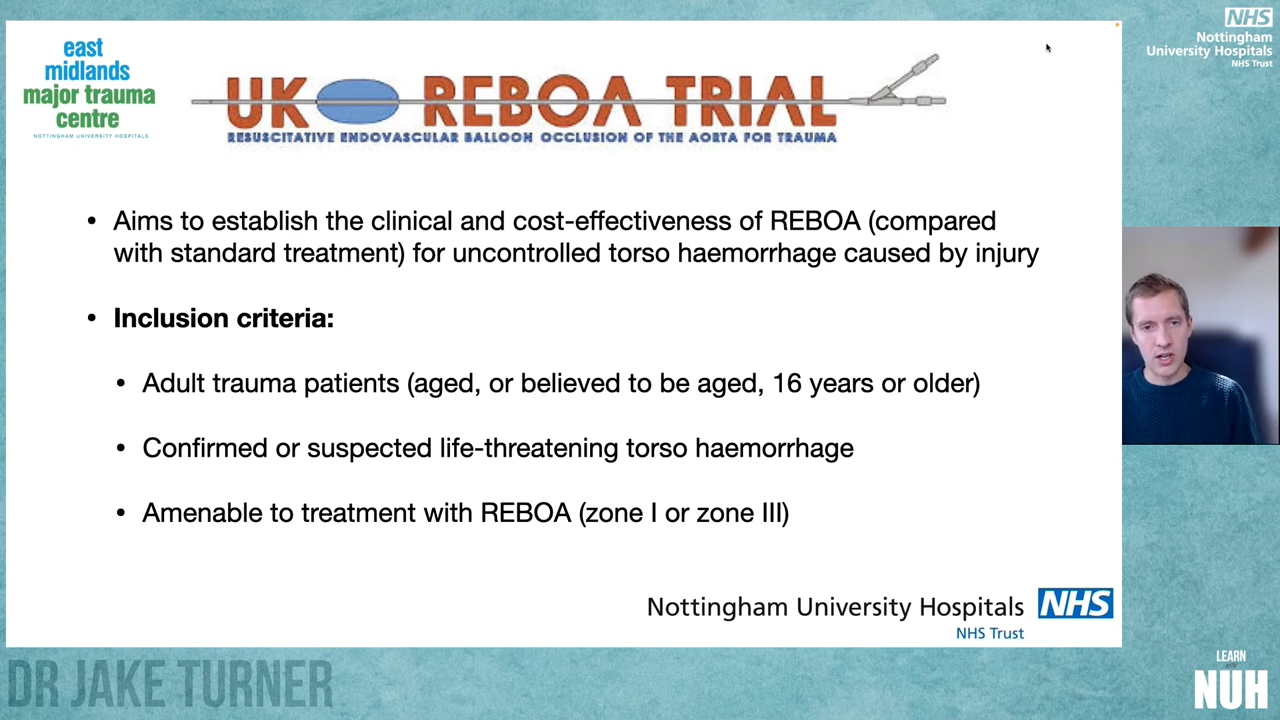 east
midlands
major trauma
centre
NOTTINGHAM UNIVERSITY HOSPITALS
UK REBOA TRIAL
RESUSCITATIVE ENDOVASCULAR BALLOON OCCLUSION OF THE AORTA FOR TRAUMA
NHS
Nottingham
University Hospitals
NHS Trust
• Aims to establish the clinical and cost-effectiveness of REBOA (compared
with standard treatment) for uncontrolled torso haemorrhage caused by injury
• Inclusion criteria:
• Adult trauma patients (aged, or believed to be aged, 16 years or older)
• Confirmed or suspected life-threatening torso haemorrhage
• Amenable to treatment with REBOA (zone I or zone III)
Nottingham University Hospitals NHS
NHS Trust
DR JAKE TURNER
LEARN
NUH